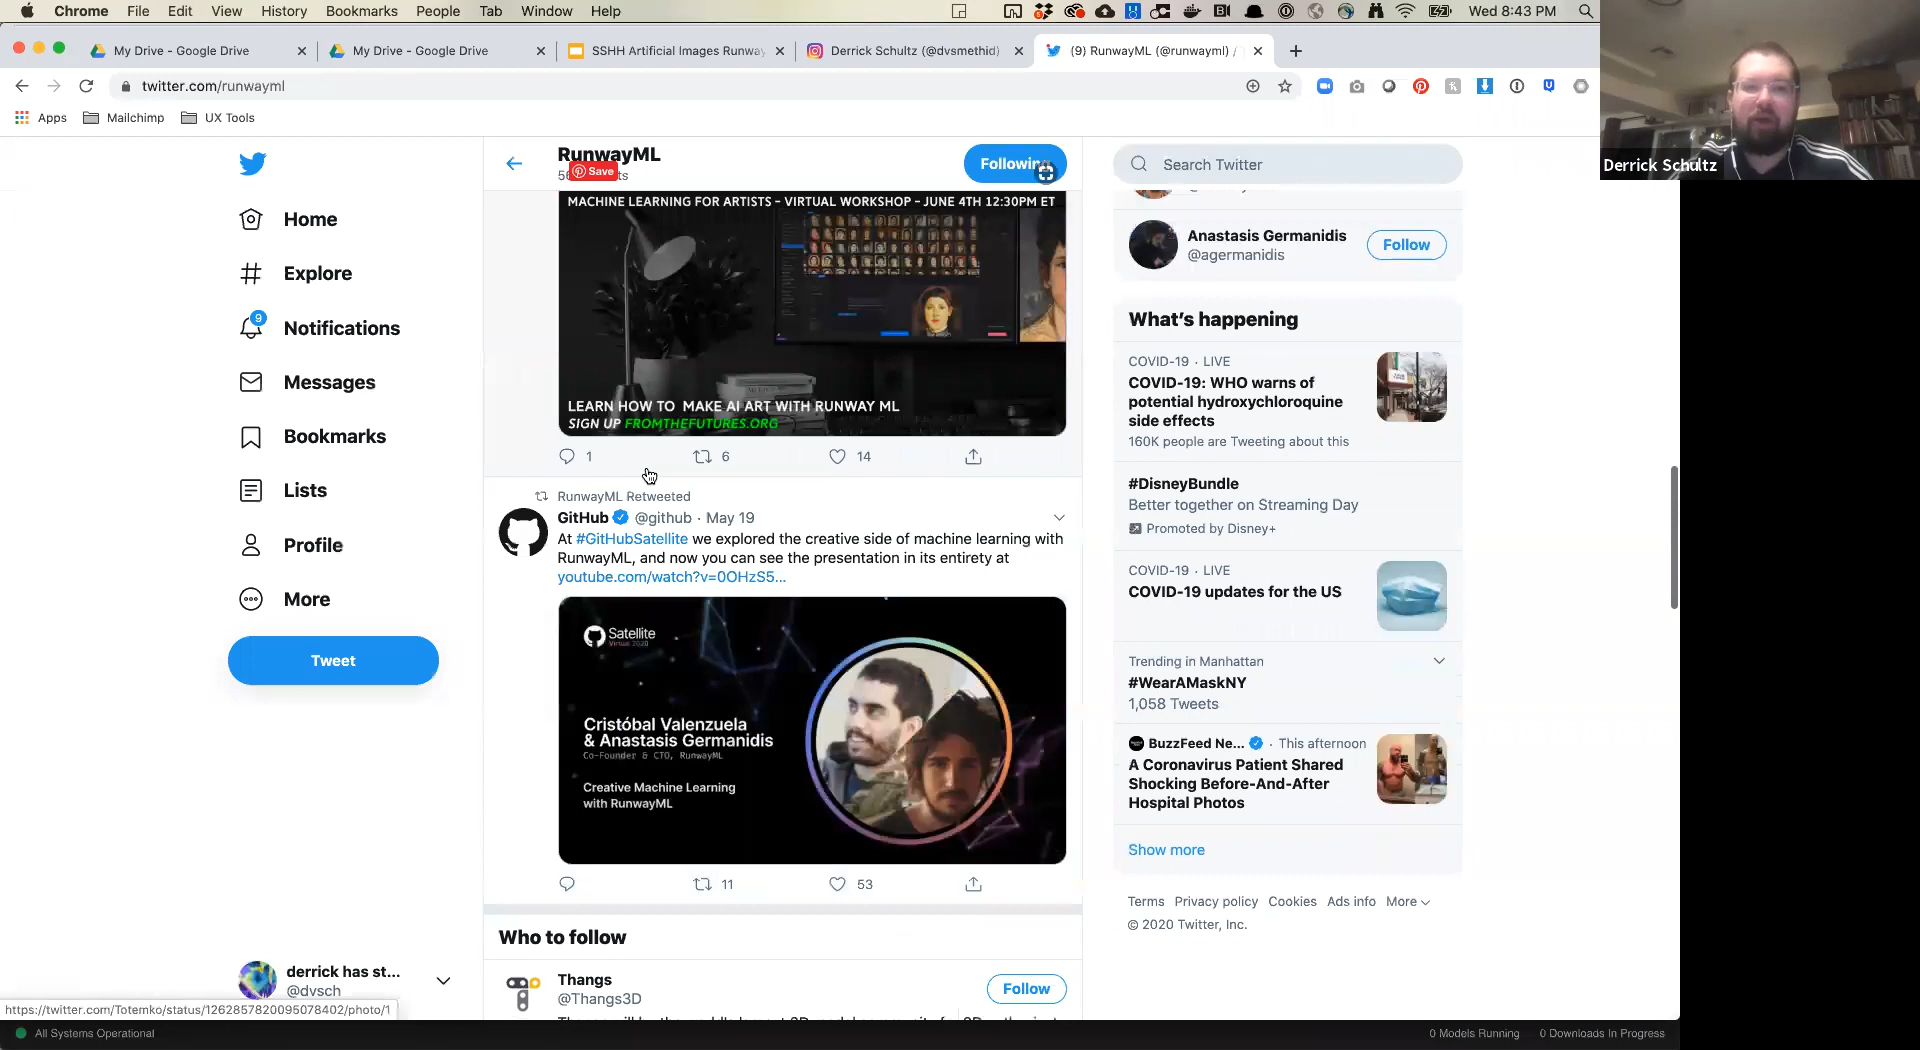 Chrome File Edit View History Bookmarks People Tab Window Help
Wed 8:43 PM
My Drive - Google Drive
My Drive - Google Drive
SSHH Artificial Images Runway
Derrick Schultz (@dvsmethid)
(9) RunwayML (@runwayml) /
twitter.com/runwayml
Apps Mailchimp UX Tools
Derrick Schultz
Home
Explore
9
Notifications
Messages
Bookmarks
Lists
Profile
More
Tweet
derrick has st...
@dvsch
RunwayML
Save
Following
MACHINE LEARNING FOR ARTISTS – VIRTUAL WORKSHOP – JUNE 4TH 12:30PM ET
LEARN HOW TO MAKE AI ART WITH RUNWAY ML
SIGN UP FROMTHEFUTURES.ORG
1 6 14
RunwayML Retweeted
GitHub @github · May 19
At #GitHubSatellite we explored the creative side of machine learning with
RunwayML, and now you can see the presentation in its entirety at
youtube.com/watch?v=0OHzS5...
Satellite
Virtual 2020
Cristóbal Valenzuela
& Anastasis Germanidis
Co-Founder & CTO, RunwayML
Creative Machine Learning
with RunwayML
11 53
Who to follow
Thangs
@Thangs3D
Follow
Search Twitter
Anastasis Germanidis
@agermanidis
Follow
What's happening
COVID-19 · LIVE
COVID-19: WHO warns of
potential hydroxychloroquine
side effects
160K people are Tweeting about this
#DisneyBundle
Better together on Streaming Day
Promoted by Disney+
COVID-19 · LIVE
COVID-19 updates for the US
Trending in Manhattan
#WearAMaskNY
1,058 Tweets
BuzzFeed Ne... · This afternoon
A Coronavirus Patient Shared
Shocking Before-And-After
Hospital Photos
Show more
Terms Privacy policy Cookies Ads info More
© 2020 Twitter, Inc.
https://twitter.com/Totemko/status/1262857820095078402/photo/1
All Systems Operational
0 Models Running 0 Downloads In Progress